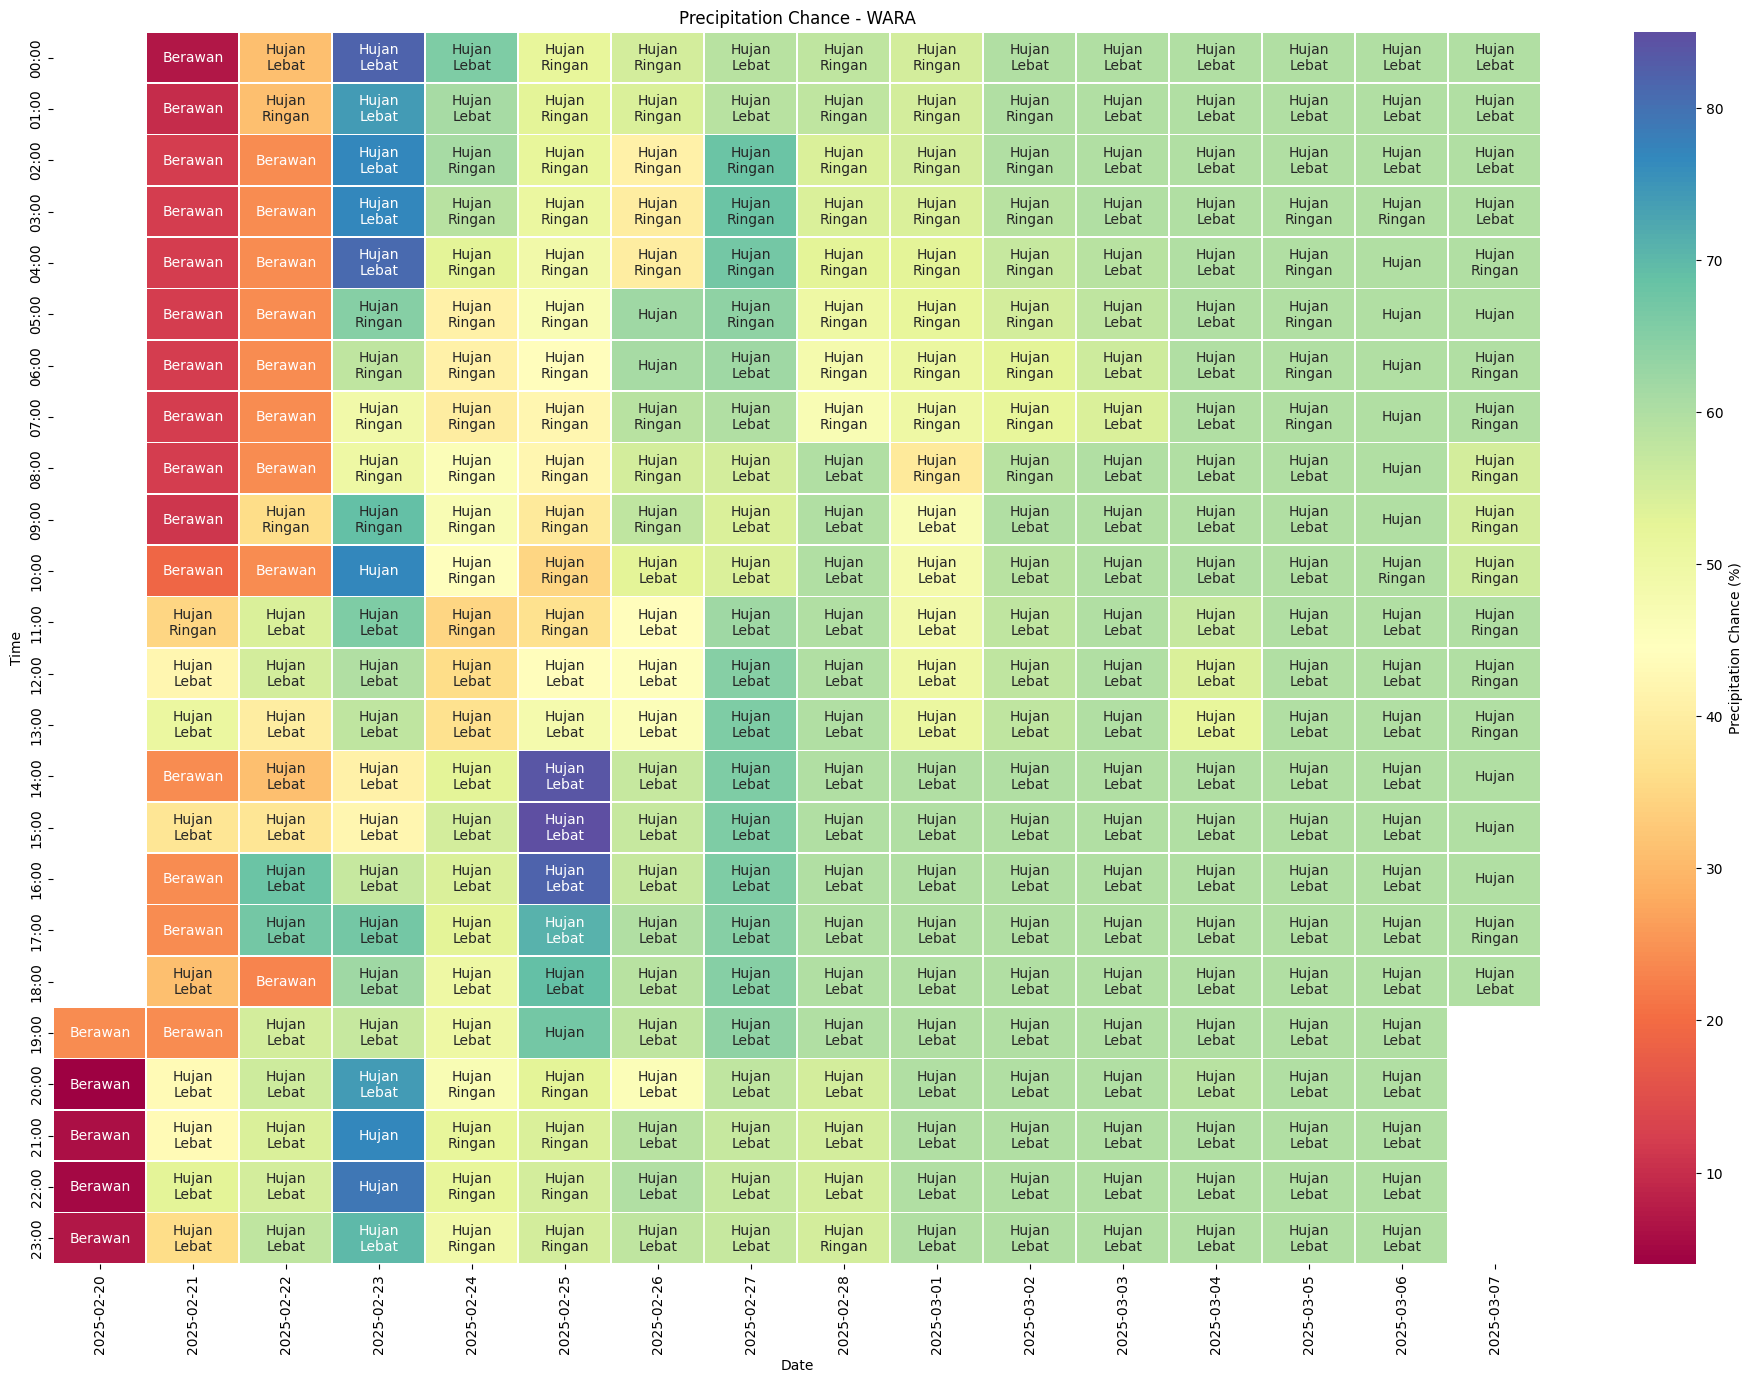 Precipitation Chance - WARA
00:00 Berawan Hujan Lebat Hujan Lebat Hujan Lebat Hujan Ringan Hujan Ringan Hujan Lebat Hujan Ringan Hujan Ringan Hujan Lebat Hujan Lebat Hujan Lebat Hujan Lebat Hujan Lebat Hujan Lebat
01:00 Berawan Hujan Ringan Hujan Lebat Hujan Lebat Hujan Ringan Hujan Ringan Hujan Lebat Hujan Ringan Hujan Ringan Hujan Ringan Hujan Lebat Hujan Lebat Hujan Lebat Hujan Lebat Hujan Lebat
02:00 Berawan Berawan Hujan Lebat Hujan Ringan Hujan Ringan Hujan Ringan Hujan Ringan Hujan Ringan Hujan Ringan Hujan Ringan Hujan Lebat Hujan Lebat Hujan Lebat Hujan Lebat Hujan Lebat
03:00 Berawan Berawan Hujan Lebat Hujan Ringan Hujan Ringan Hujan Ringan Hujan Ringan Hujan Ringan Hujan Ringan Hujan Ringan Hujan Lebat Hujan Lebat Hujan Ringan Hujan Ringan Hujan Lebat
04:00 Berawan Berawan Hujan Lebat Hujan Ringan Hujan Ringan Hujan Ringan Hujan Ringan Hujan Ringan Hujan Ringan Hujan Ringan Hujan Lebat Hujan Lebat Hujan Ringan Hujan Hujan Ringan
05:00 Berawan Berawan Hujan Ringan Hujan Ringan Hujan Ringan Hujan Hujan Ringan Hujan Ringan Hujan Ringan Hujan Ringan Hujan Lebat Hujan Lebat Hujan Ringan Hujan Hujan
06:00 Berawan Berawan Hujan Ringan Hujan Ringan Hujan Ringan Hujan Hujan Lebat Hujan Ringan Hujan Ringan Hujan Ringan Hujan Lebat Hujan Lebat Hujan Ringan Hujan Hujan Ringan
07:00 Berawan Berawan Hujan Ringan Hujan Ringan Hujan Ringan Hujan Ringan Hujan Lebat Hujan Ringan Hujan Ringan Hujan Ringan Hujan Lebat Hujan Lebat Hujan Ringan Hujan Hujan Ringan
08:00 Berawan Berawan Hujan Ringan Hujan Ringan Hujan Ringan Hujan Ringan Hujan Lebat Hujan Lebat Hujan Ringan Hujan Ringan Hujan Lebat Hujan Lebat Hujan Lebat Hujan Hujan Ringan
09:00 Berawan Hujan Ringan Hujan Ringan Hujan Ringan Hujan Ringan Hujan Ringan Hujan Lebat Hujan Lebat Hujan Lebat Hujan Lebat Hujan Lebat Hujan Lebat Hujan Lebat Hujan Hujan Ringan
10:00 Berawan Berawan Hujan Hujan Ringan Hujan Ringan Hujan Lebat Hujan Lebat Hujan Lebat Hujan Lebat Hujan Lebat Hujan Lebat Hujan Lebat Hujan Lebat Hujan Ringan Hujan Ringan
11:00 Hujan Ringan Hujan Lebat Hujan Lebat Hujan Ringan Hujan Ringan Hujan Lebat Hujan Lebat Hujan Lebat Hujan Lebat Hujan Lebat Hujan Lebat Hujan Lebat Hujan Lebat Hujan Lebat Hujan Ringan
12:00 Hujan Lebat Hujan Lebat Hujan Lebat Hujan Lebat Hujan Lebat Hujan Lebat Hujan Lebat Hujan Lebat Hujan Lebat Hujan Lebat Hujan Lebat Hujan Lebat Hujan Lebat Hujan Lebat Hujan Ringan
13:00 Hujan Lebat Hujan Lebat Hujan Lebat Hujan Lebat Hujan Lebat Hujan Lebat Hujan Lebat Hujan Lebat Hujan Lebat Hujan Lebat Hujan Lebat Hujan Lebat Hujan Lebat Hujan Lebat Hujan Ringan
14:00 Berawan Hujan Lebat Hujan Lebat Hujan Lebat Hujan Lebat Hujan Lebat Hujan Lebat Hujan Lebat Hujan Lebat Hujan Lebat Hujan Lebat Hujan Lebat Hujan Lebat Hujan Lebat Hujan
15:00 Hujan Lebat Hujan Lebat Hujan Lebat Hujan Lebat Hujan Lebat Hujan Lebat Hujan Lebat Hujan Lebat Hujan Lebat Hujan Lebat Hujan Lebat Hujan Lebat Hujan Lebat Hujan Lebat Hujan
16:00 Berawan Hujan Lebat Hujan Lebat Hujan Lebat Hujan Lebat Hujan Lebat Hujan Lebat Hujan Lebat Hujan Lebat Hujan Lebat Hujan Lebat Hujan Lebat Hujan Lebat Hujan Lebat Hujan
17:00 Berawan Hujan Lebat Hujan Lebat Hujan Lebat Hujan Lebat Hujan Lebat Hujan Lebat Hujan Lebat Hujan Lebat Hujan Lebat Hujan Lebat Hujan Lebat Hujan Lebat Hujan Lebat Hujan Ringan
18:00 Hujan Lebat Berawan Hujan Lebat Hujan Lebat Hujan Lebat Hujan Lebat Hujan Lebat Hujan Lebat Hujan Lebat Hujan Lebat Hujan Lebat Hujan Lebat Hujan Lebat Hujan Lebat Hujan Lebat
19:00 Berawan Berawan Hujan Lebat Hujan Lebat Hujan Lebat Hujan Hujan Lebat Hujan Lebat Hujan Lebat Hujan Lebat Hujan Lebat Hujan Lebat Hujan Lebat Hujan Lebat Hujan Lebat
20:00 Berawan Hujan Lebat Hujan Lebat Hujan Lebat Hujan Ringan Hujan Ringan Hujan Lebat Hujan Lebat Hujan Lebat Hujan Lebat Hujan Lebat Hujan Lebat Hujan Lebat Hujan Lebat Hujan Lebat
21:00 Berawan Hujan Lebat Hujan Lebat Hujan Hujan Ringan Hujan Ringan Hujan Lebat Hujan Lebat Hujan Lebat Hujan Lebat Hujan Lebat Hujan Lebat Hujan Lebat Hujan Lebat Hujan Lebat
22:00 Berawan Hujan Lebat Hujan Lebat Hujan Hujan Ringan Hujan Ringan Hujan Lebat Hujan Lebat Hujan Lebat Hujan Lebat Hujan Lebat Hujan Lebat Hujan Lebat Hujan Lebat Hujan Lebat
23:00 Berawan Hujan Lebat Hujan Lebat Hujan Lebat Hujan Ringan Hujan Ringan Hujan Lebat Hujan Lebat Hujan Ringan Hujan Lebat Hujan Lebat Hujan Lebat Hujan Lebat Hujan Lebat Hujan Lebat
Time
2025-02-20 2025-02-21 2025-02-22 2025-02-23 2025-02-24 2025-02-25 2025-02-26 2025-02-27 2025-02-28 2025-03-01 2025-03-02 2025-03-03 2025-03-04 2025-03-05 2025-03-06 2025-03-07
Date
80
70
60
50
40
30
20
10
Precipitation Chance (%)